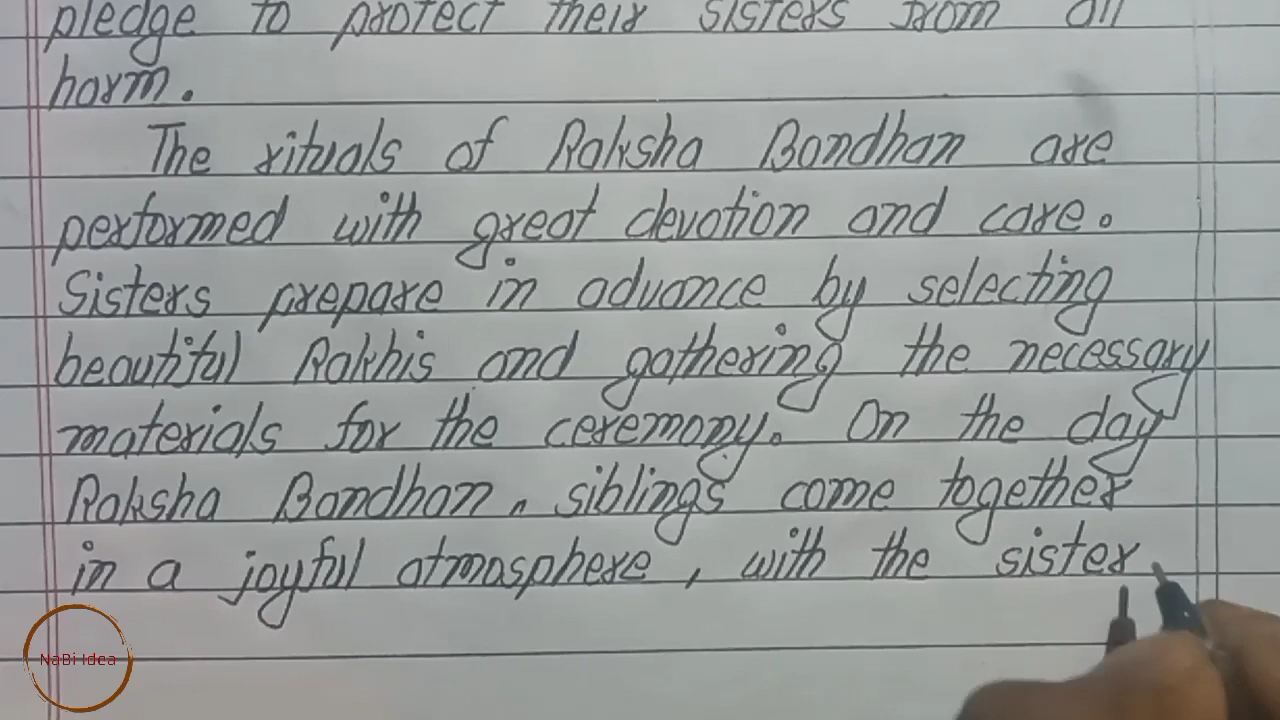 pledge to protect their sisters from all
harm.
The rituals of Raksha Bandhan are
performed with great devotion and care.
Sisters prepare in advance by selecting
beautiful Rakhis and gathering the necessary
materials for the ceremony. On the day
Raksha Bandhan, siblings come together
in a joyful atmosphere, with the sister
NaBi Idea